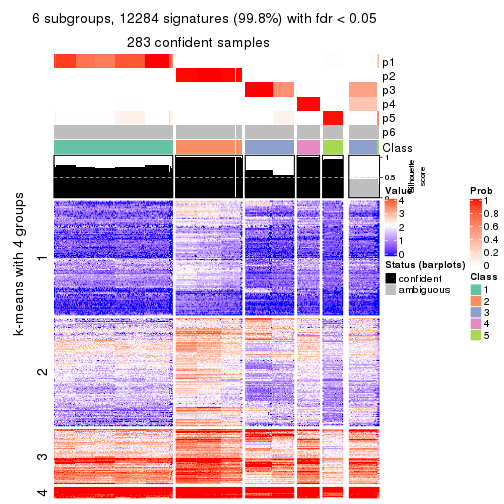 6 subgroups, 12284 signatures (99.8%) with fdr < 0.05
283 confident samples
p1
p2
p3
p4
p5
p6
Class
1
0.5
0
Silhouette
score
k-means with 4 groups
1
2
3
4
Value
4
3
2
1
0
Status (barplots)
confident
ambiguous
Prob
1
0.8
0.6
0.4
0.2
0
Class
1
2
3
4
5